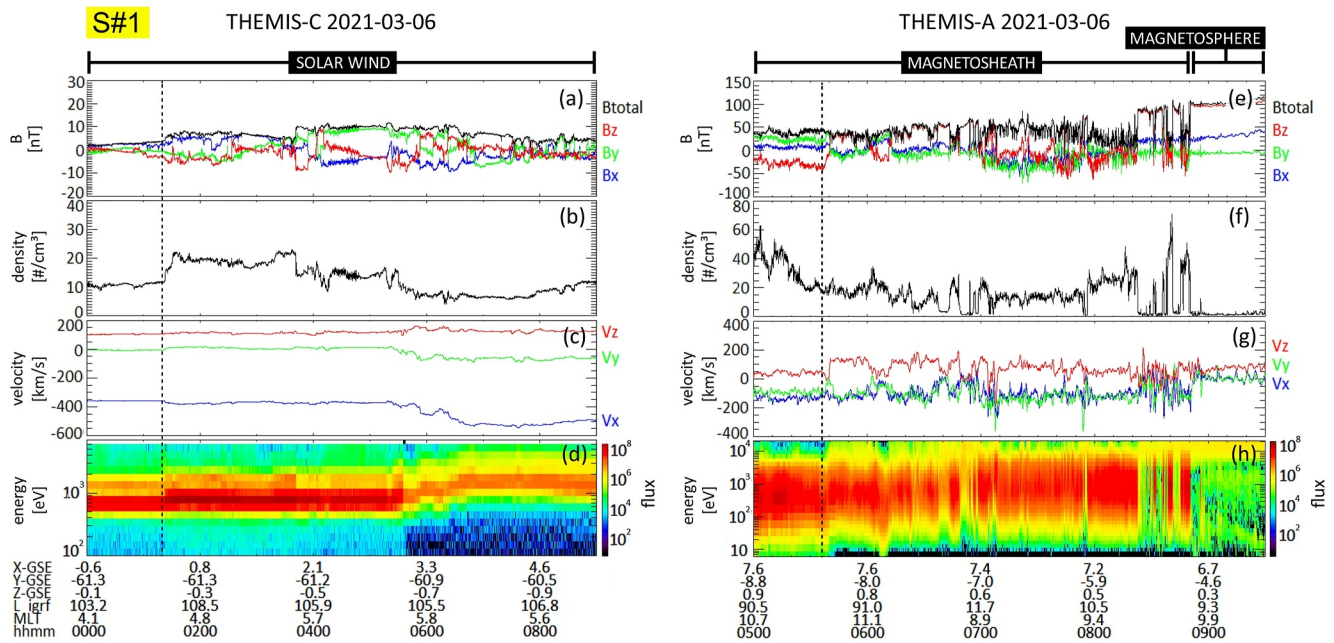 S#1
THEMIS-C 2021-03-06
SOLAR WIND
30
20
10
0
10
20
B
[nT]
(a)
Btotal
Bz
By
Bx
40
30
20
10
0
density
[#/cm³]
(b)
200
0
-200
-400
-600
velocity
[km/s]
(c)
Vz
Vy
Vx
10³
10²
energy
[eV]
(d)
10⁸
10⁶
10⁴
10²
flux
X-GSE -0.6 0.8 2.1 3.3 4.6
Y-GSE -61.3 -61.3 -61.2 -60.9 -60.5
Z-GSE -0.1 -0.3 -0.5 -0.7 -0.9
L_igrf 103.2 108.5 105.9 105.5 106.8
MLT 4.1 4.8 5.7 5.8 5.6
hhmm 0000 0200 0400 0600 0800
THEMIS-A 2021-03-06
MAGNETOSPHERE
MAGNETOSHEATH
150
100
50
0
-50
-100
B
[nT]
(e)
Btotal
Bz
By
Bx
80
60
40
20
0
density
[#/cm³]
(f)
400
200
0
-200
-400
velocity
[km/s]
(g)
Vz
Vy
Vx
10⁴
10³
10²
10
energy
[eV]
(h)
10⁸
10⁶
10⁴
10²
flux
7.6 7.6 7.4 7.2 6.7
-8.8 -8.0 -7.0 -5.9 -4.6
0.9 0.8 0.6 0.5 0.3
90.5 91.0 11.7 10.5 9.3
10.7 11.1 8.9 9.4 9.9
0500 0600 0700 0800 0900